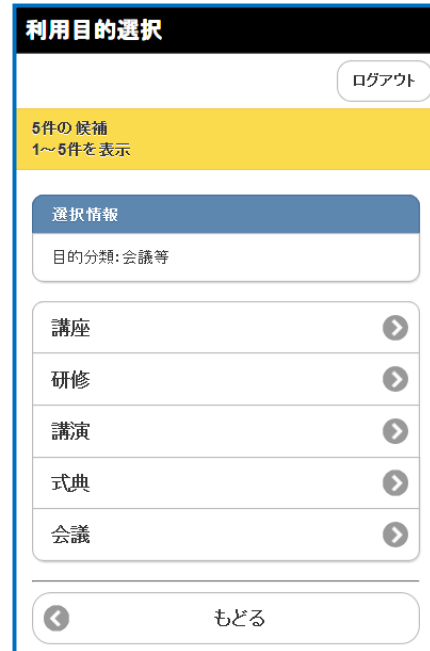 利用目的選択
ログアウト
5件の候補
1～5件を表示
選択情報
目的分類:会議等
講座
研修
講演
式典
会議
もどる